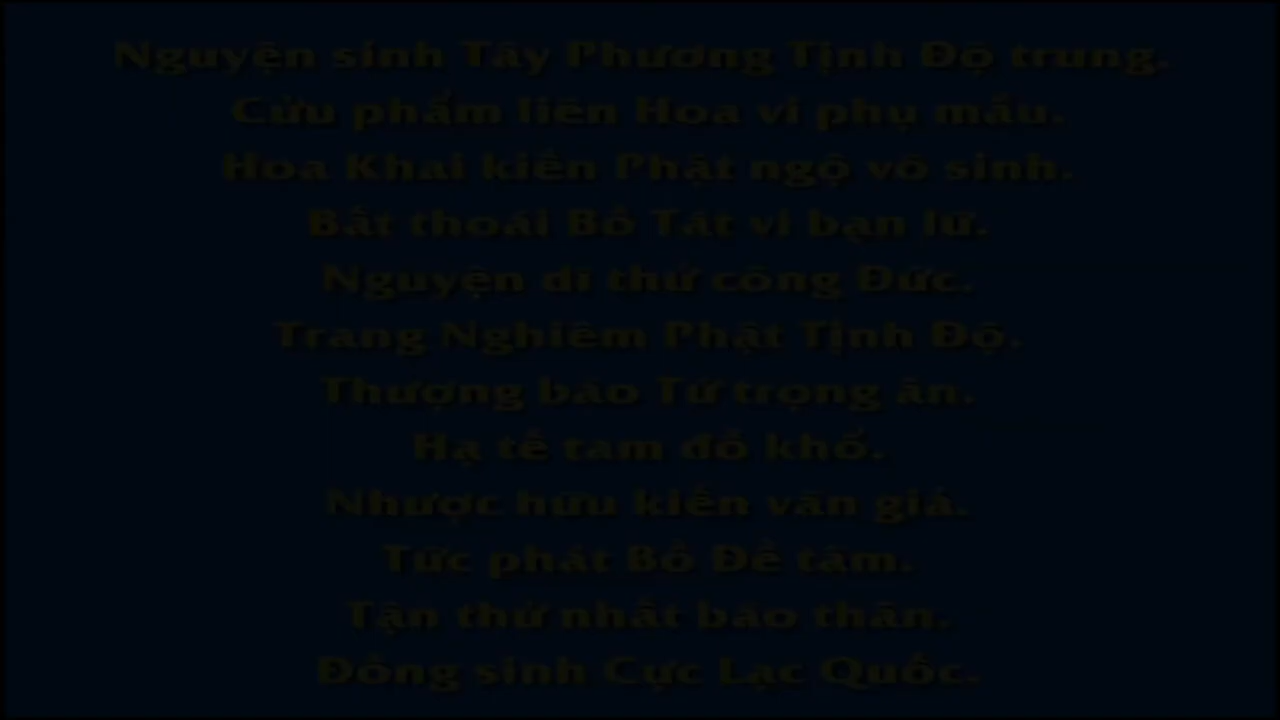 Nguyện sinh Tây Phương Tịnh Độ trung.
Cửu phẩm liên Hoa vi phụ mẫu.
Hoa Khai kiến Phật ngộ vô sinh.
Bất thoái Bồ Tát vi bạn lữ.
Nguyện dĩ thử công Đức.
Trang Nghiêm Phật Tịnh Độ.
Thượng báo Tứ trọng ân.
Hạ tế tam đồ khổ.
Nhược hữu kiến văn giả.
Tức phát Bồ Đề tâm.
Tận thử nhất báo thân.
Đồng sinh Cực Lạc Quốc.